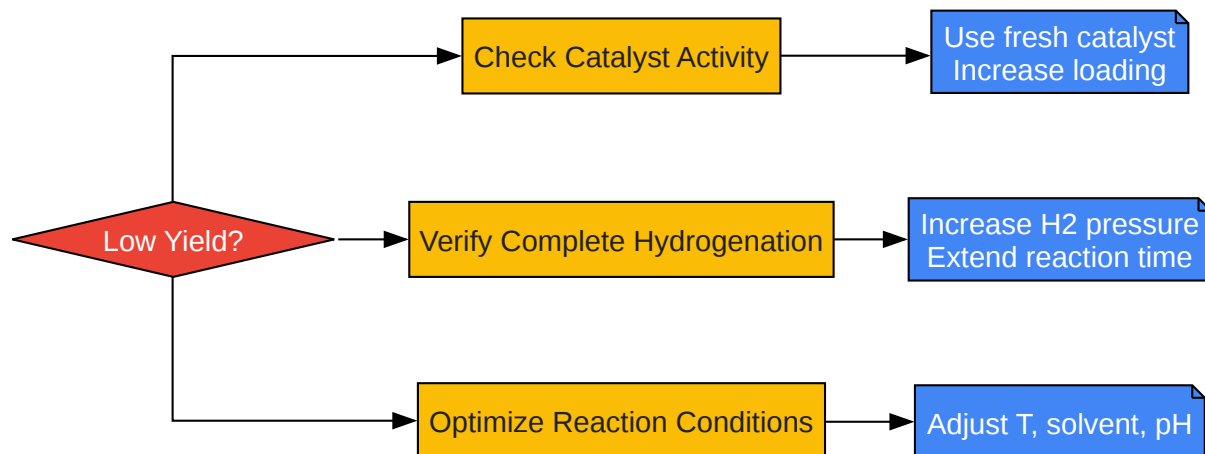 Check Catalyst Activity
Use fresh catalyst
Increase loading
Low Yield?
Verify Complete Hydrogenation
Increase H2 pressure
Extend reaction time
Optimize Reaction Conditions
Adjust T, solvent, pH